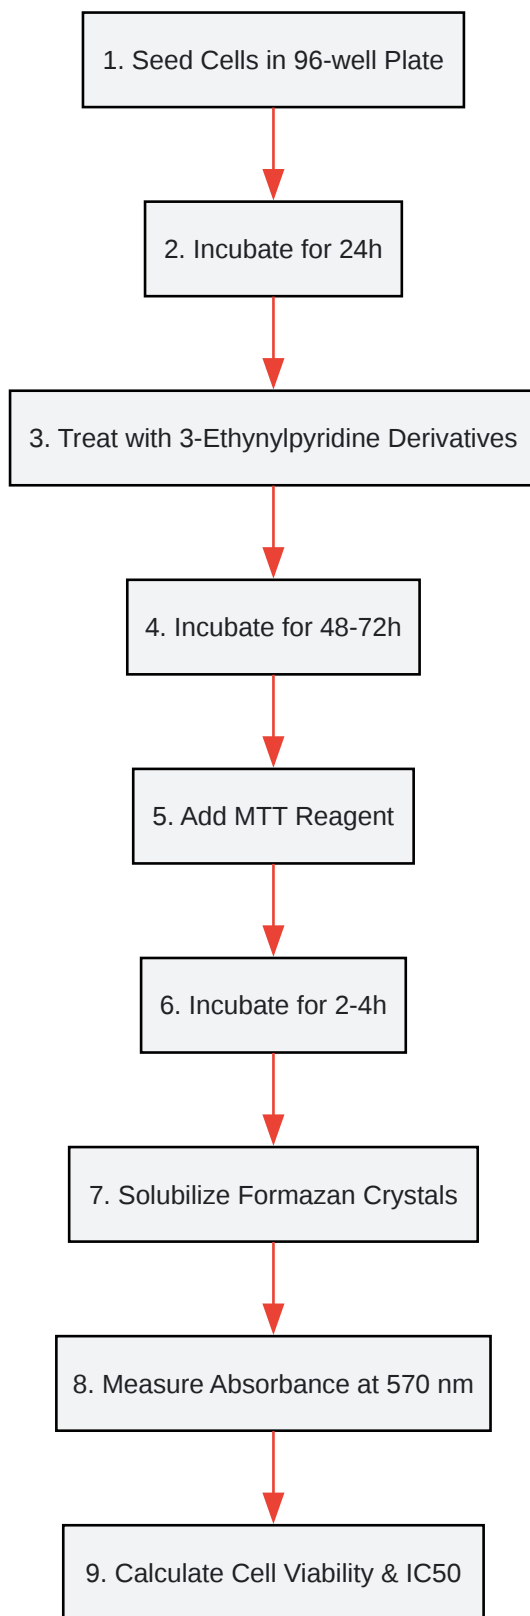 1. Seed Cells in 96-well Plate
2. Incubate for 24h
3. Treat with 3-Ethynylpyridine Derivatives
4. Incubate for 48-72h
5. Add MTT Reagent
6. Incubate for 2-4h
7. Solubilize Formazan Crystals
8. Measure Absorbance at 570 nm
9. Calculate Cell Viability & IC50